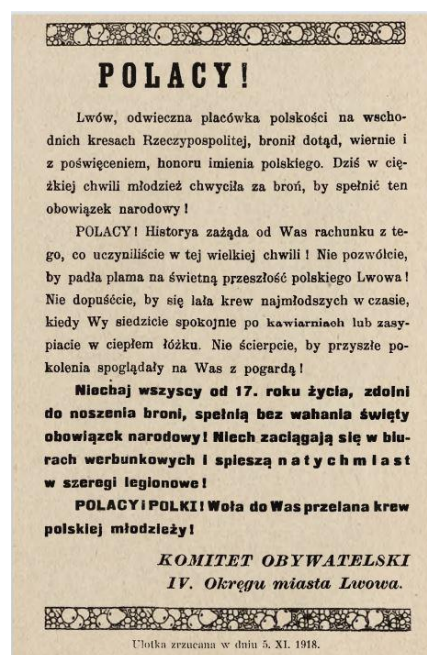 POLACY!
Lwów, odwieczna placówka polskości na wscho-
dnich kresach Rzeczypospolitej, bronił dotąd, wiernie i
z poświęceniem, honoru imienia polskiego. Dziś w cię-
żkiej chwili młodzież chwyciła za broń, by spełnić ten
obowiązek narodowy!
POLACY! Historya zażąda od Was rachunku z te-
go, co uczyniliście w tej wielkiej chwili! Nie pozwólcie,
by padła plama na świetną przeszłość polskiego Lwowa!
Nie dopuśćcie, by się lała krew najmłodszych w czasie,
kiedy Wy siedzicie spokojnie po kawiarniach lub zasy-
piacie w ciepłem łóżku. Nie ścierpcie, by przyszłe po-
kolenia spoglądały na Was z pogardą!
Niechaj wszyscy od 17. roku życia, zdolni
do noszenia broni, spełnią bez wahania święty
obowiązek narodowy! Niech zaciągają się w biu-
rach werbunkowych i spieszą natychmiast
w szeregi legionowe!
POLACY i POLKI! Woła do Was przelana krew
polskiej młodzieży!
KOMITET OBYWATELSKI
IV. Okręgu miasta Lwowa.
Ulotka zrzucana w dniu 5. XI. 1918.